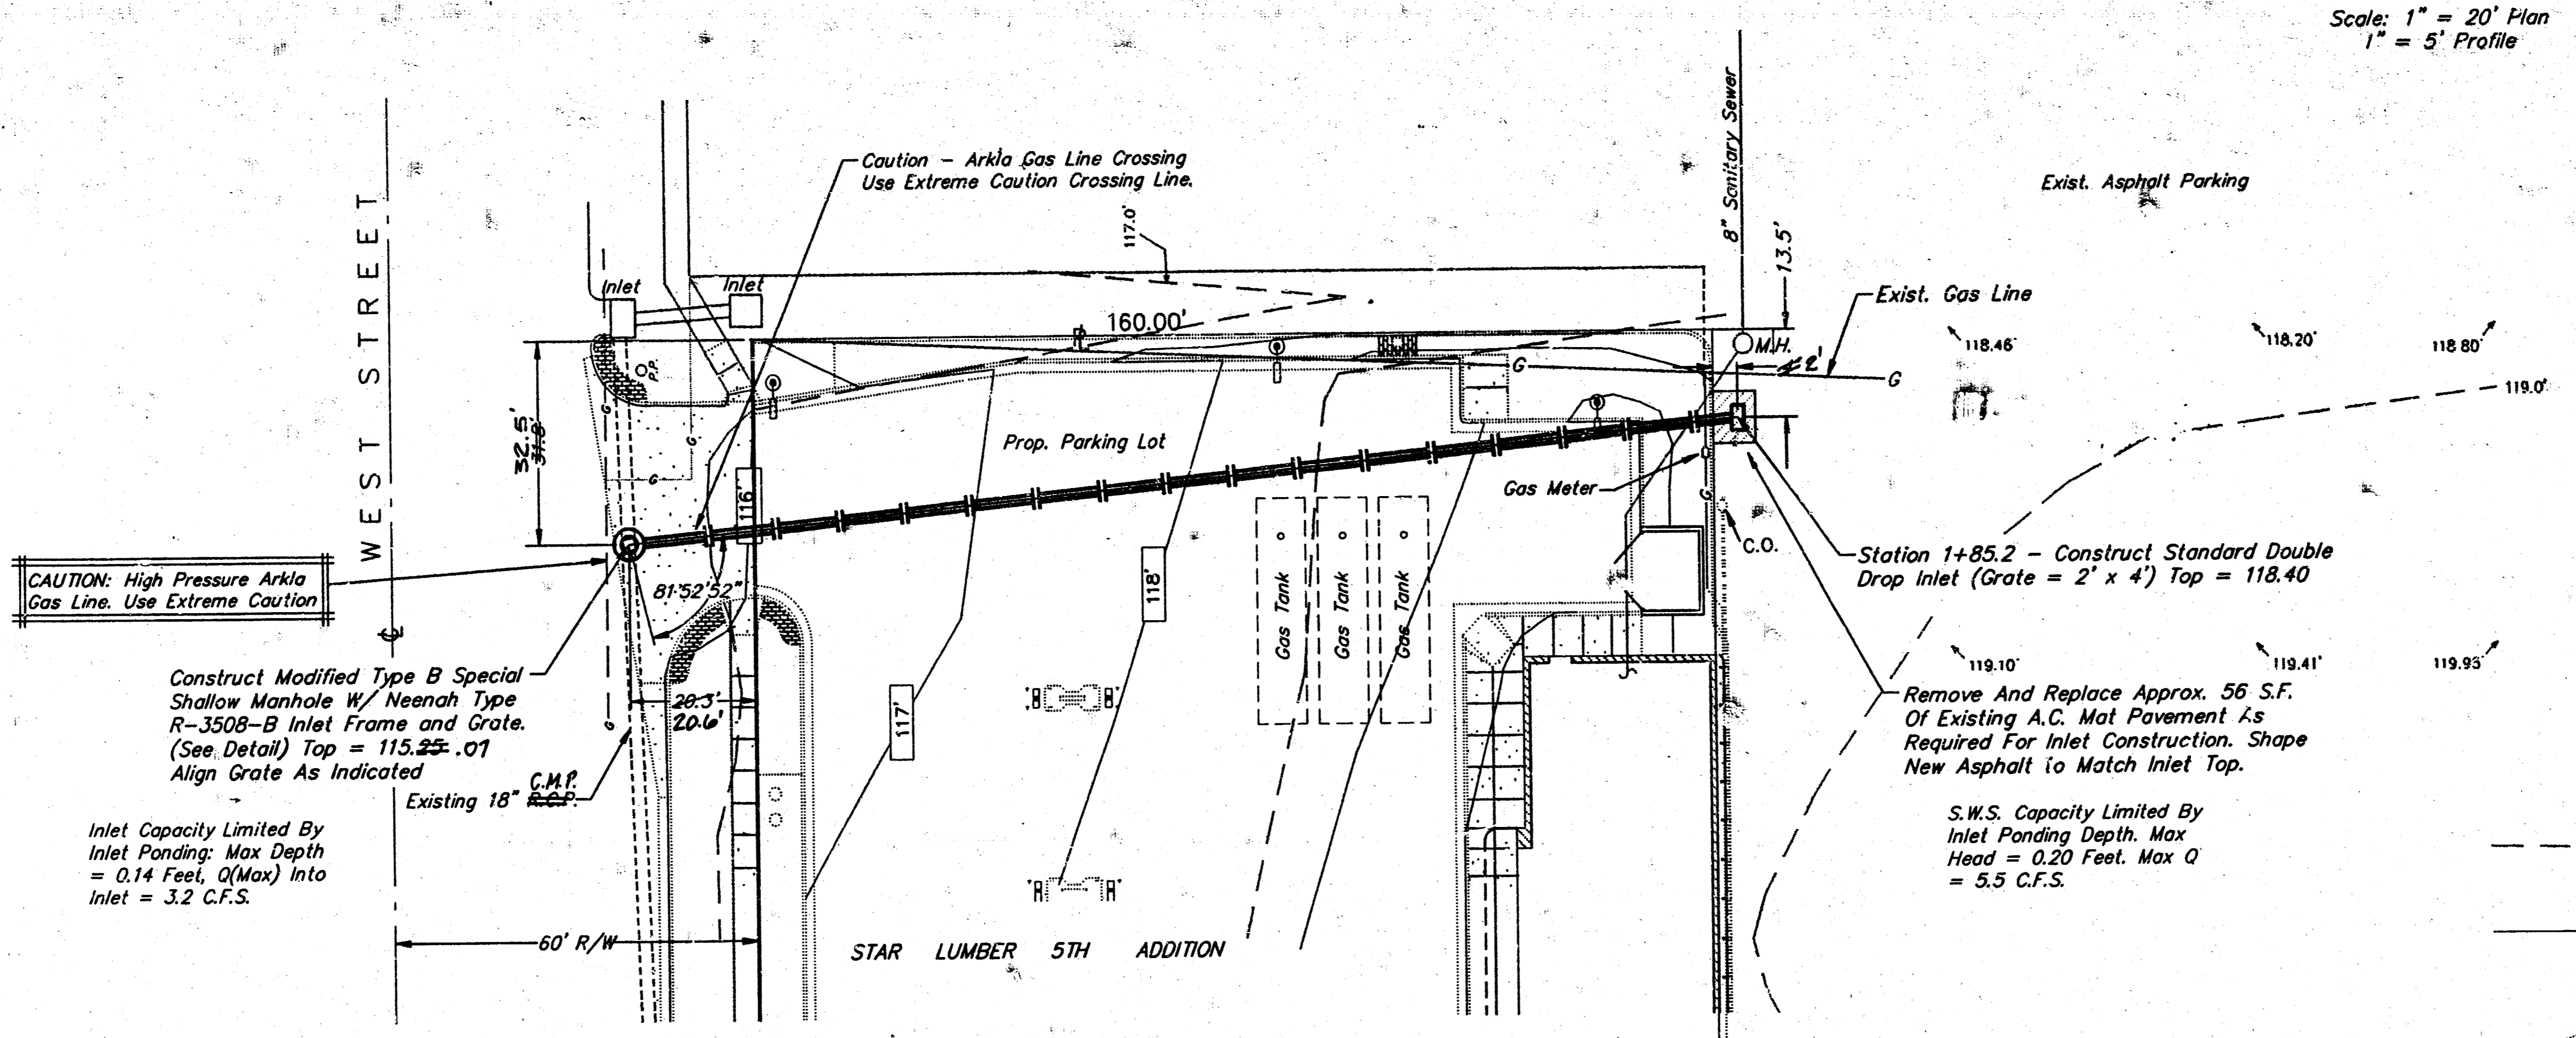 Scale: 1" = 20' Plan
1" = 5' Profile
WEST STREET
Caution - Arkla Gas Line Crossing
Use Extreme Caution Crossing Line.
117.0'
8" Sanitary Sewer
13.5'
Exist. Asphalt Parking
Inlet
Inlet
160.00'
Exist. Gas Line
M.H.
2'
G
G
118.46'
118.20'
118.80'
119.0'
P.P.
G
G
G
32.5'
31.8'
Prop. Parking Lot
Gas Meter
G
C.O.
116'
81°52'52"
118'
117'
Gas Tank
Gas Tank
Gas Tank
Station 1+85.2 - Construct Standard Double
Drop Inlet (Grate = 2' x 4') Top = 118.40
CAUTION: High Pressure Arkla
Gas Line. Use Extreme Caution
℄
119.10'
119.41'
119.93'
Construct Modified Type B Special
Shallow Manhole W/ Neenah Type
R-3508-B Inlet Frame and Grate.
(See Detail) Top = 115.25 .07
Align Grate As Indicated
20.3'
20.6'
G
C.M.P.
Existing 18" R.C.P.
Remove And Replace Approx. 56 S.F.
Of Existing A.C. Mat Pavement As
Required For Inlet Construction. Shape
New Asphalt to Match Inlet Top.
Inlet Capacity Limited By
Inlet Ponding: Max Depth
= 0.14 Feet, Q(Max) Into
Inlet = 3.2 C.F.S.
S.W.S. Capacity Limited By
Inlet Ponding Depth. Max
Head = 0.20 Feet. Max Q
= 5.5 C.F.S.
60' R/W
STAR LUMBER 5TH ADDITION